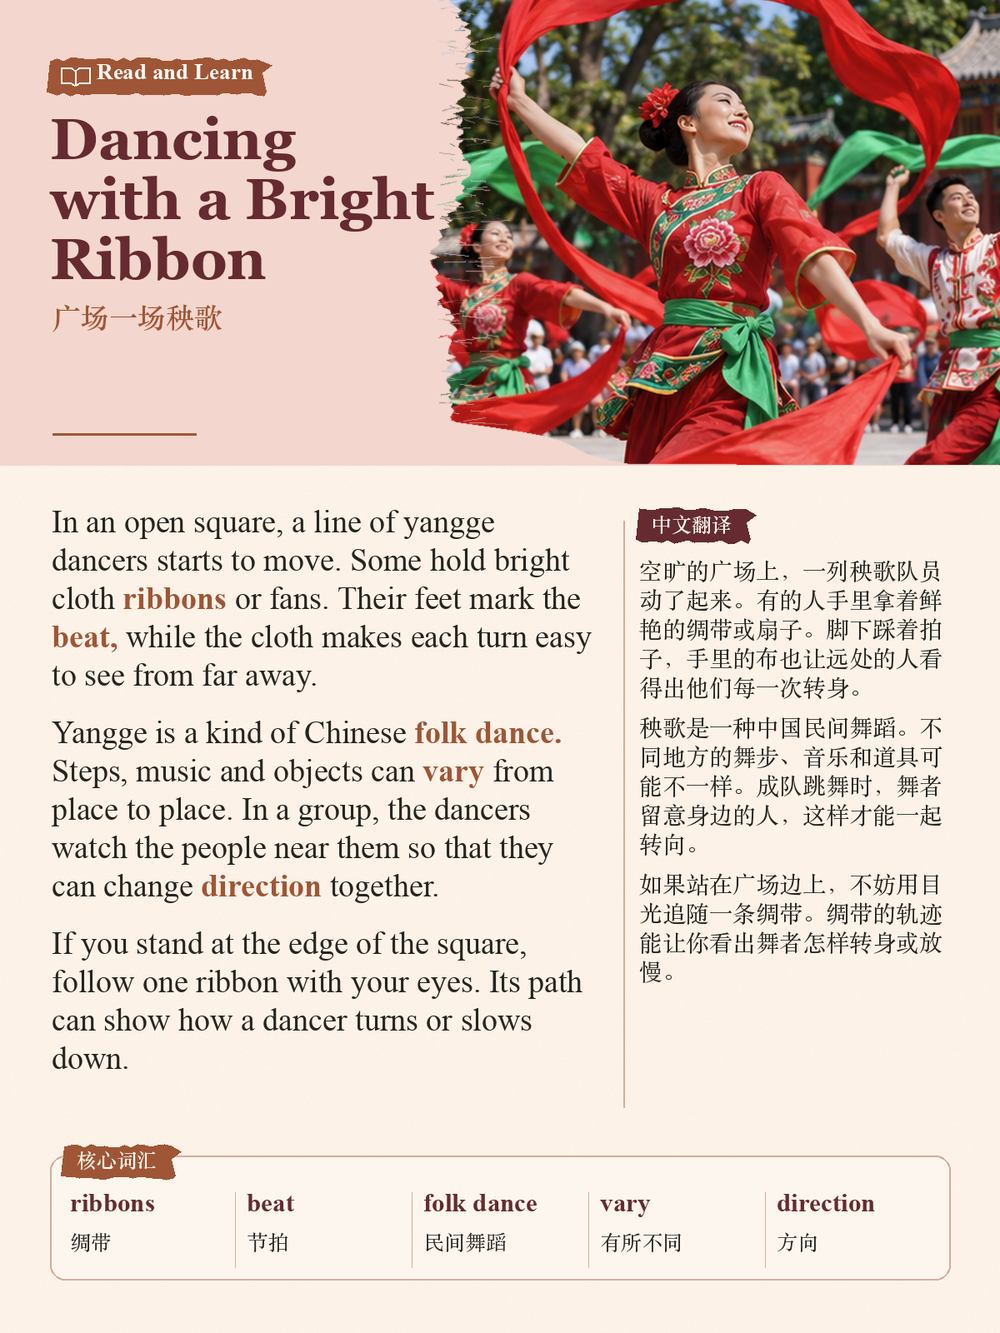 Read and Learn
Dancing
with a Bright
Ribbon
广场一场秧歌
In an open square, a line of yangge
dancers starts to move. Some hold bright
cloth ribbons or fans. Their feet mark the
beat, while the cloth makes each turn easy
to see from far away.
Yangge is a kind of Chinese folk dance.
Steps, music and objects can vary from
place to place. In a group, the dancers
watch the people near them so that they
can change direction together.
If you stand at the edge of the square,
follow one ribbon with your eyes. Its path
can show how a dancer turns or slows
down.
中文翻译
空旷的广场上，一列秧歌队员
动了起来。有的人手里拿着鲜
艳的绸带或扇子。脚下踩着拍
子，手里的布也让远处的人看
得出他们每一次转身。
秧歌是一种中国民间舞蹈。不
同地方的舞步、音乐和道具可
能不一样。成队跳舞时，舞者
留意身边的人，这样才能一起
转向。
如果站在广场边上，不妨用目
光追随一条绸带。绸带的轨迹
能让你看出舞者怎样转身或放
慢。
核心词汇
ribbons
绸带
beat
节拍
folk dance
民间舞蹈
vary
有所不同
direction
方向